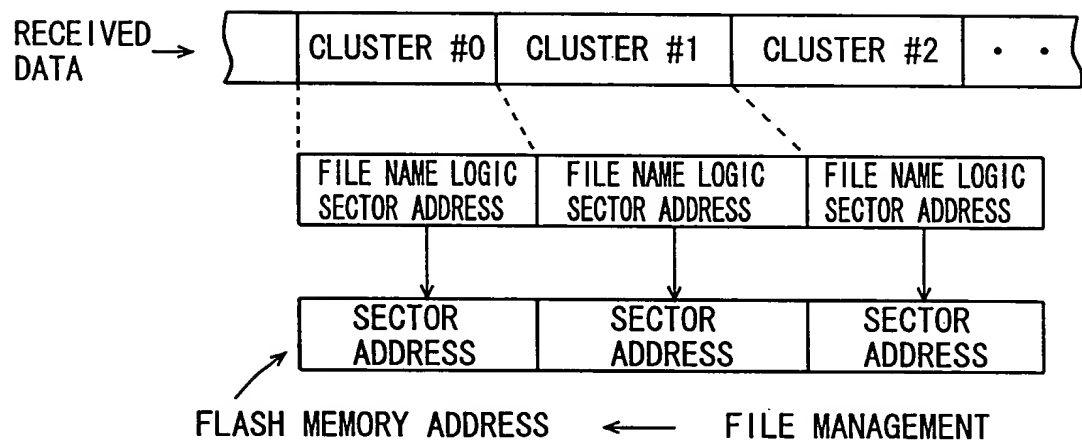 RECEIVED
DATA
CLUSTER #0 CLUSTER #1 CLUSTER #2 • •
FILE NAME LOGIC FILE NAME LOGIC FILE NAME LOGIC
SECTOR ADDRESS SECTOR ADDRESS SECTOR ADDRESS
SECTOR SECTOR SECTOR
ADDRESS ADDRESS ADDRESS
FLASH MEMORY ADDRESS ← FILE MANAGEMENT